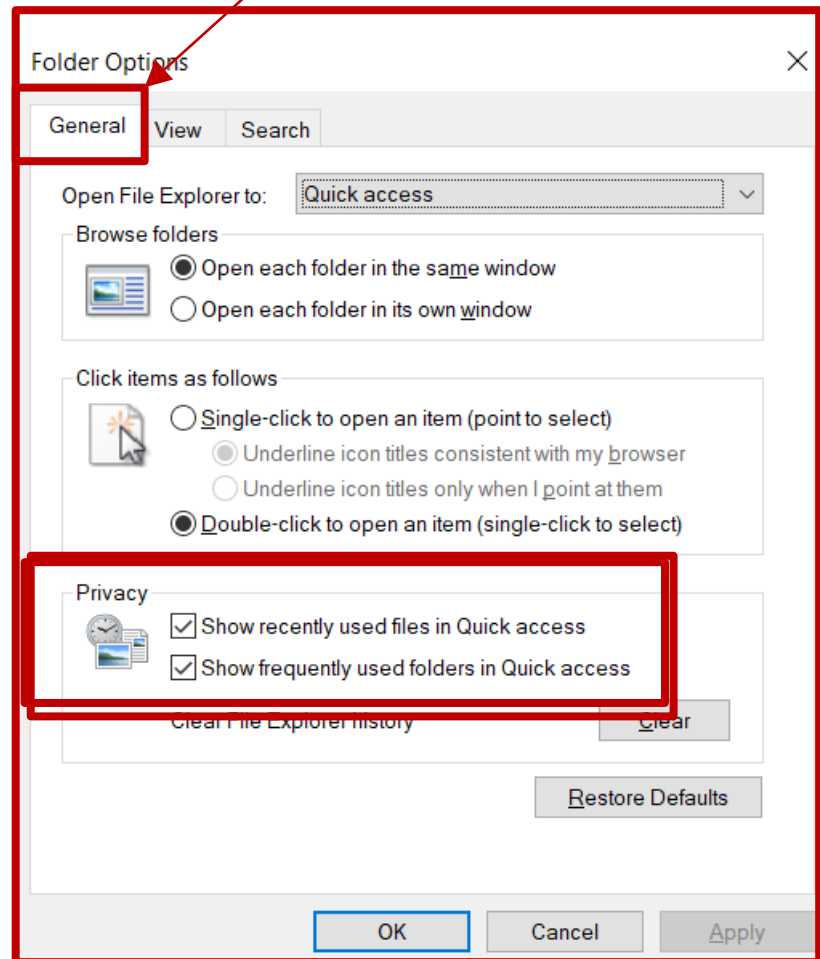 Folder Options
General View Search
Open File Explorer to: Quick access
Browse folders
Open each folder in the same window
Open each folder in its own window
Click items as follows
Single-click to open an item (point to select)
Underline icon titles consistent with my browser
Underline icon titles only when I point at them
Double-click to open an item (single-click to select)
Privacy
Show recently used files in Quick access
Show frequently used folders in Quick access
Clear File Explorer history Clear
Restore Defaults
OK Cancel Apply